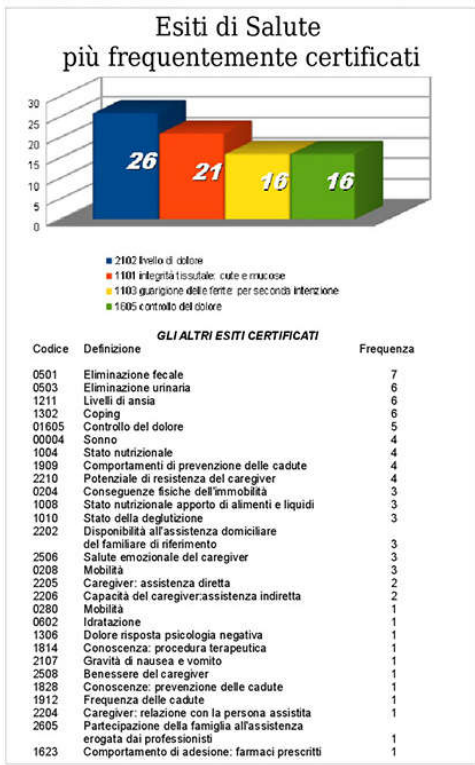 Esiti di Salute
più frequentemente certificati
30
25
20
15
10
5
0
26
21
16
16
2102 livello di dolore
1101 integrità tissutale: cute e mucose
1103 guarigione delle ferite: per seconda intenzione
1605 controllo del dolore
GLI ALTRI ESITI CERTIFICATI
Codice Definizione Frequenza
0501 Eliminazione fecale 7
0503 Eliminazione urinaria 6
1211 Livelli di ansia 6
1302 Coping 6
01605 Controllo del dolore 5
00004 Sonno 4
1004 Stato nutrizionale 4
1909 Comportamenti di prevenzione delle cadute 4
2210 Potenziale di resistenza del caregiver 4
0204 Conseguenze fisiche dell'immobilità 3
1008 Stato nutrizionale apporto di alimenti e liquidi 3
1010 Stato della deglutizione 3
2202 Disponibilità all'assistenza domiciliare
del familiare di riferimento 3
2506 Salute emozionale del caregiver 3
0208 Mobilità 3
2205 Caregiver: assistenza diretta 2
2206 Capacità del caregiver:assistenza indiretta 2
0280 Mobilità 1
0602 Idratazione 1
1306 Dolore risposta psicologia negativa 1
1814 Conoscenza: procedura terapeutica 1
2107 Gravità di nausea e vomito 1
2508 Benessere del caregiver 1
1828 Conoscenze: prevenzione delle cadute 1
1912 Frequenza delle cadute 1
2204 Caregiver: relazione con la persona assistita 1
2605 Partecipazione della famiglia all'assistenza
erogata dai professionisti 1
1623 Comportamento di adesione: farmaci prescritti 1